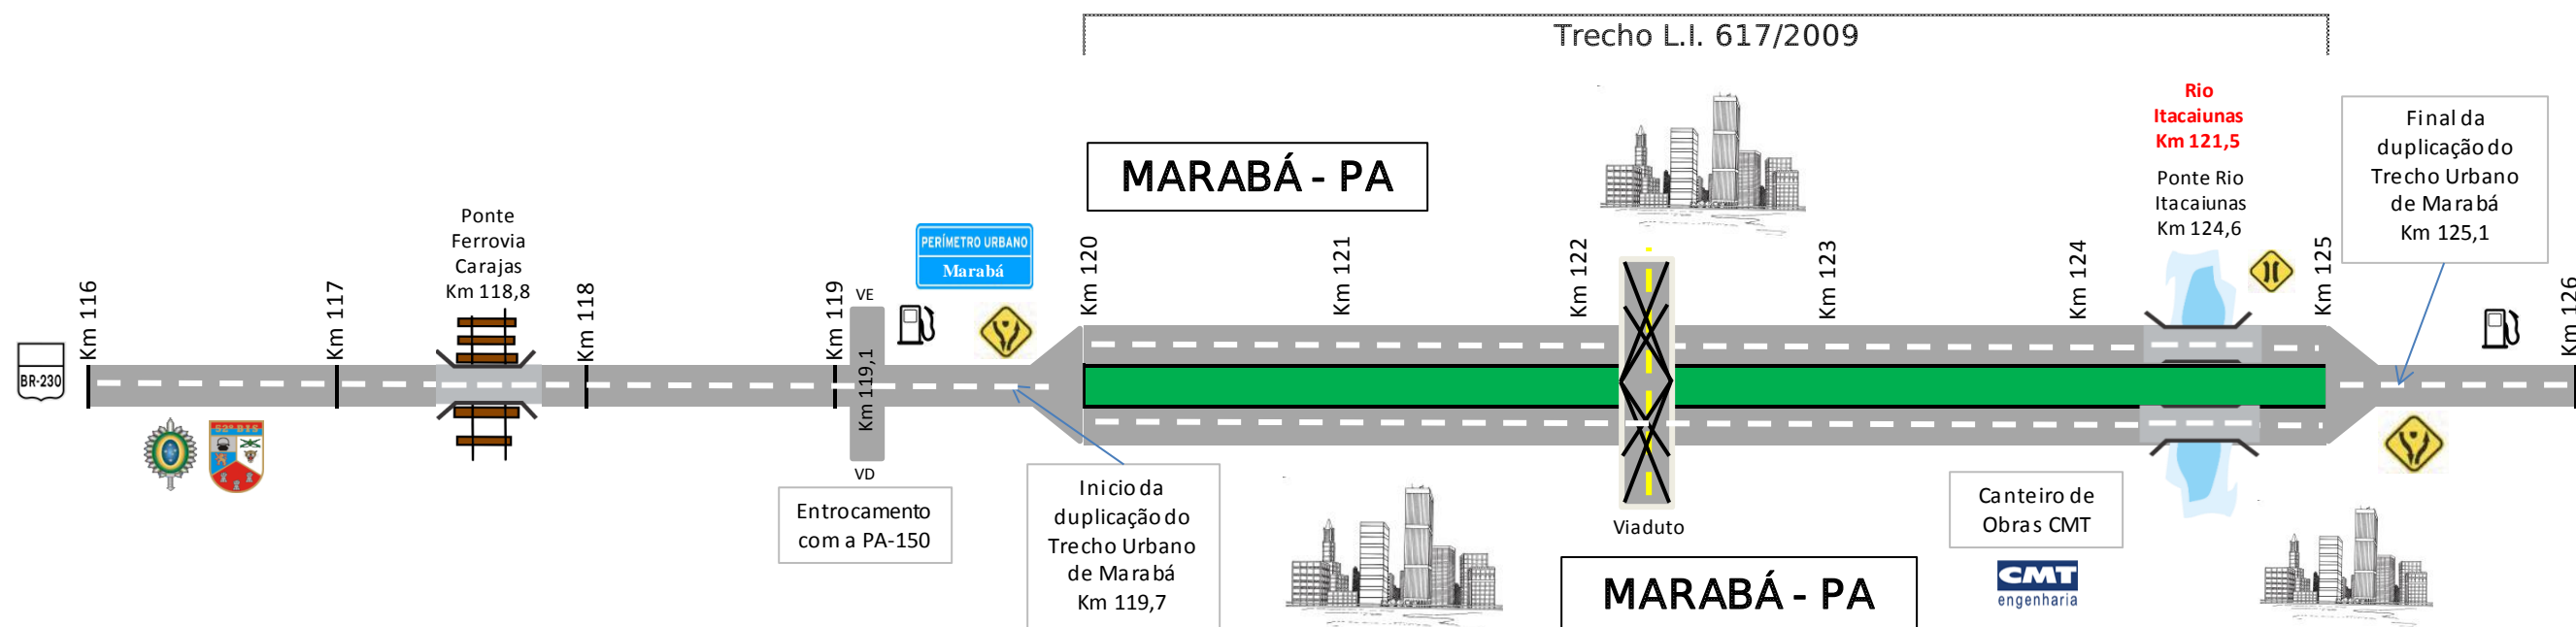 Trecho L.I. 617/2009
MARABÁ - PA
Rio
Itacaiunas
Km 121,5
Ponte Rio
Itacaiunas
Km 124,6
Final da
duplicação do
Trecho Urbano
de Marabá
Km 125,1
Ponte
Ferrovia
Carajas
Km 118,8
PERÍMETRO URBANO
Marabá
Km 116
Km 117
Km 118
Km 119
Km 120
Km 121
Km 122
Km 123
Km 124
Km 125
Km 126
BR-230
VE
Km 119,1
VD
52º BIS
Entrocamento
com a PA-150
Inicio da
duplicação do
Trecho Urbano
de Marabá
Km 119,7
Viaduto
MARABÁ - PA
Canteiro de
Obras CMT
CMT
engenharia